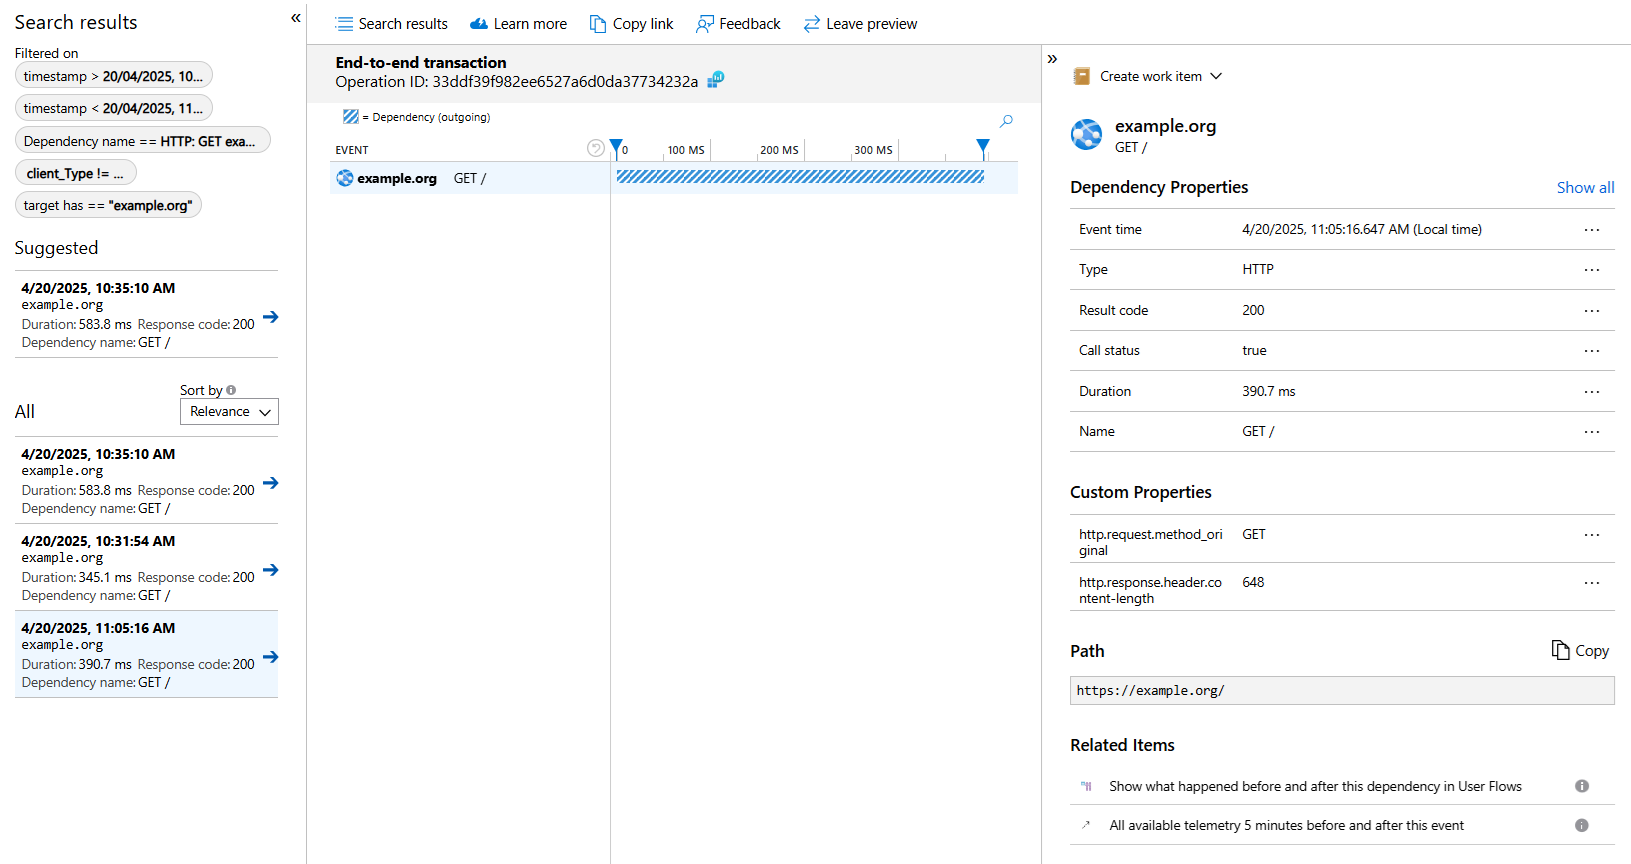 Search results
«
Filtered on
timestamp > 20/04/2025, 10...
timestamp < 20/04/2025, 11...
Dependency name == HTTP: GET exa...
client_Type != ...
target has == "example.org"
Suggested
4/20/2025, 10:35:10 AM
example.org
Duration: 583.8 ms Response code: 200
Dependency name: GET /
Sort by
All
Relevance
4/20/2025, 10:35:10 AM
example.org
Duration: 583.8 ms Response code: 200
Dependency name: GET /
4/20/2025, 10:31:54 AM
example.org
Duration: 345.1 ms Response code: 200
Dependency name: GET /
4/20/2025, 11:05:16 AM
example.org
Duration: 390.7 ms Response code: 200
Dependency name: GET /
Search results Learn more Copy link Feedback Leave preview
End-to-end transaction
Operation ID: 33ddf39f982ee6527a6d0da37734232a
= Dependency (outgoing)
EVENT 0 100 MS 200 MS 300 MS
example.org GET /
»
Create work item
example.org
GET /
Dependency Properties Show all
Event time 4/20/2025, 11:05:16.647 AM (Local time) ...
Type HTTP ...
Result code 200 ...
Call status true ...
Duration 390.7 ms ...
Name GET / ...
Custom Properties
http.request.method_ori GET ...
ginal
http.response.header.co 648 ...
ntent-length
Path Copy
https://example.org/
Related Items
Show what happened before and after this dependency in User Flows
All available telemetry 5 minutes before and after this event